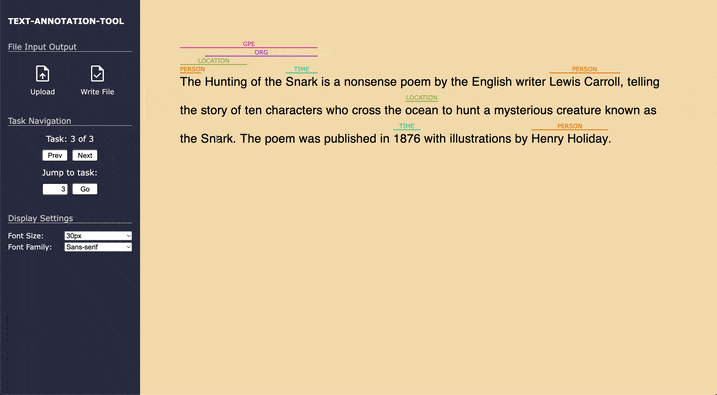 TEXT-ANNOTATION-TOOL
File Input Output
Upload Write File
Task Navigation
Task: 3 of 3
Prev Next
Jump to task:
3 Go
Display Settings
Font Size: 30px
Font Family: Sans-serif
GPE
ORG
LOCATION
PERSON TIME PERSON
The Hunting of the Snark is a nonsense poem by the English writer Lewis Carroll, telling
LOCATION
the story of ten characters who cross the ocean to hunt a mysterious creature known as
TIME PERSON
the Snark. The poem was published in 1876 with illustrations by Henry Holiday.